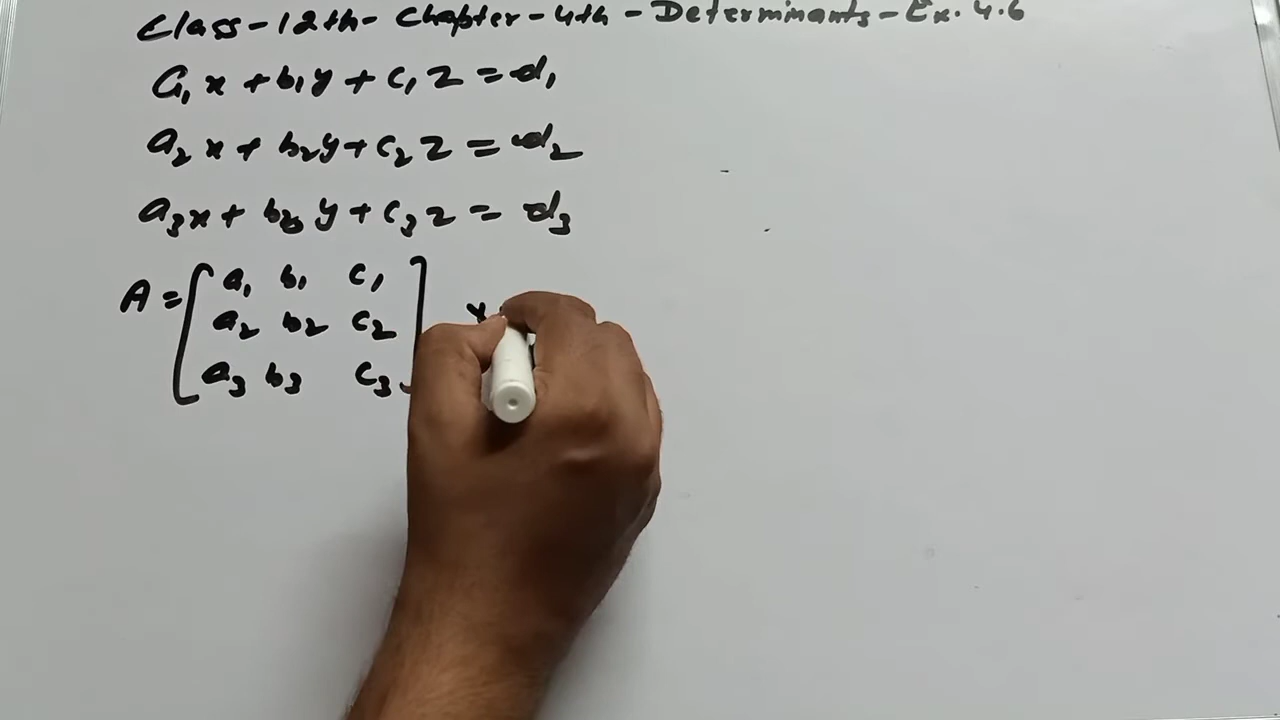 Class-12th-Chapter-4th-Determinants-Ex.4.6
a₁x+b₁y+c₁z=d₁
a₂x+b₂y+c₂z=d₂
a₃x+b₃y+c₃z=d₃
A=[a₁ b₁ c₁
a₂ b₂ c₂
a₃ b₃ c₃]